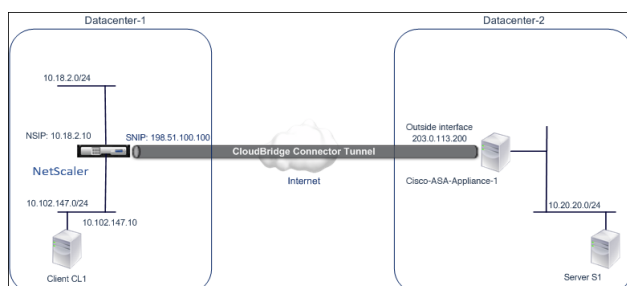 Datacenter-1
Datacenter-2
10.18.2.0/24
NSIP: 10.18.2.10
SNIP: 198.51.100.100
Outside interface
203.0.113.200
CloudBridge Connector Tunnel
NetScaler
Internet
Cisco-ASA-Appliance-1
10.102.147.0/24
10.102.147.10
10.20.20.0/24
Client CL1
Server S1